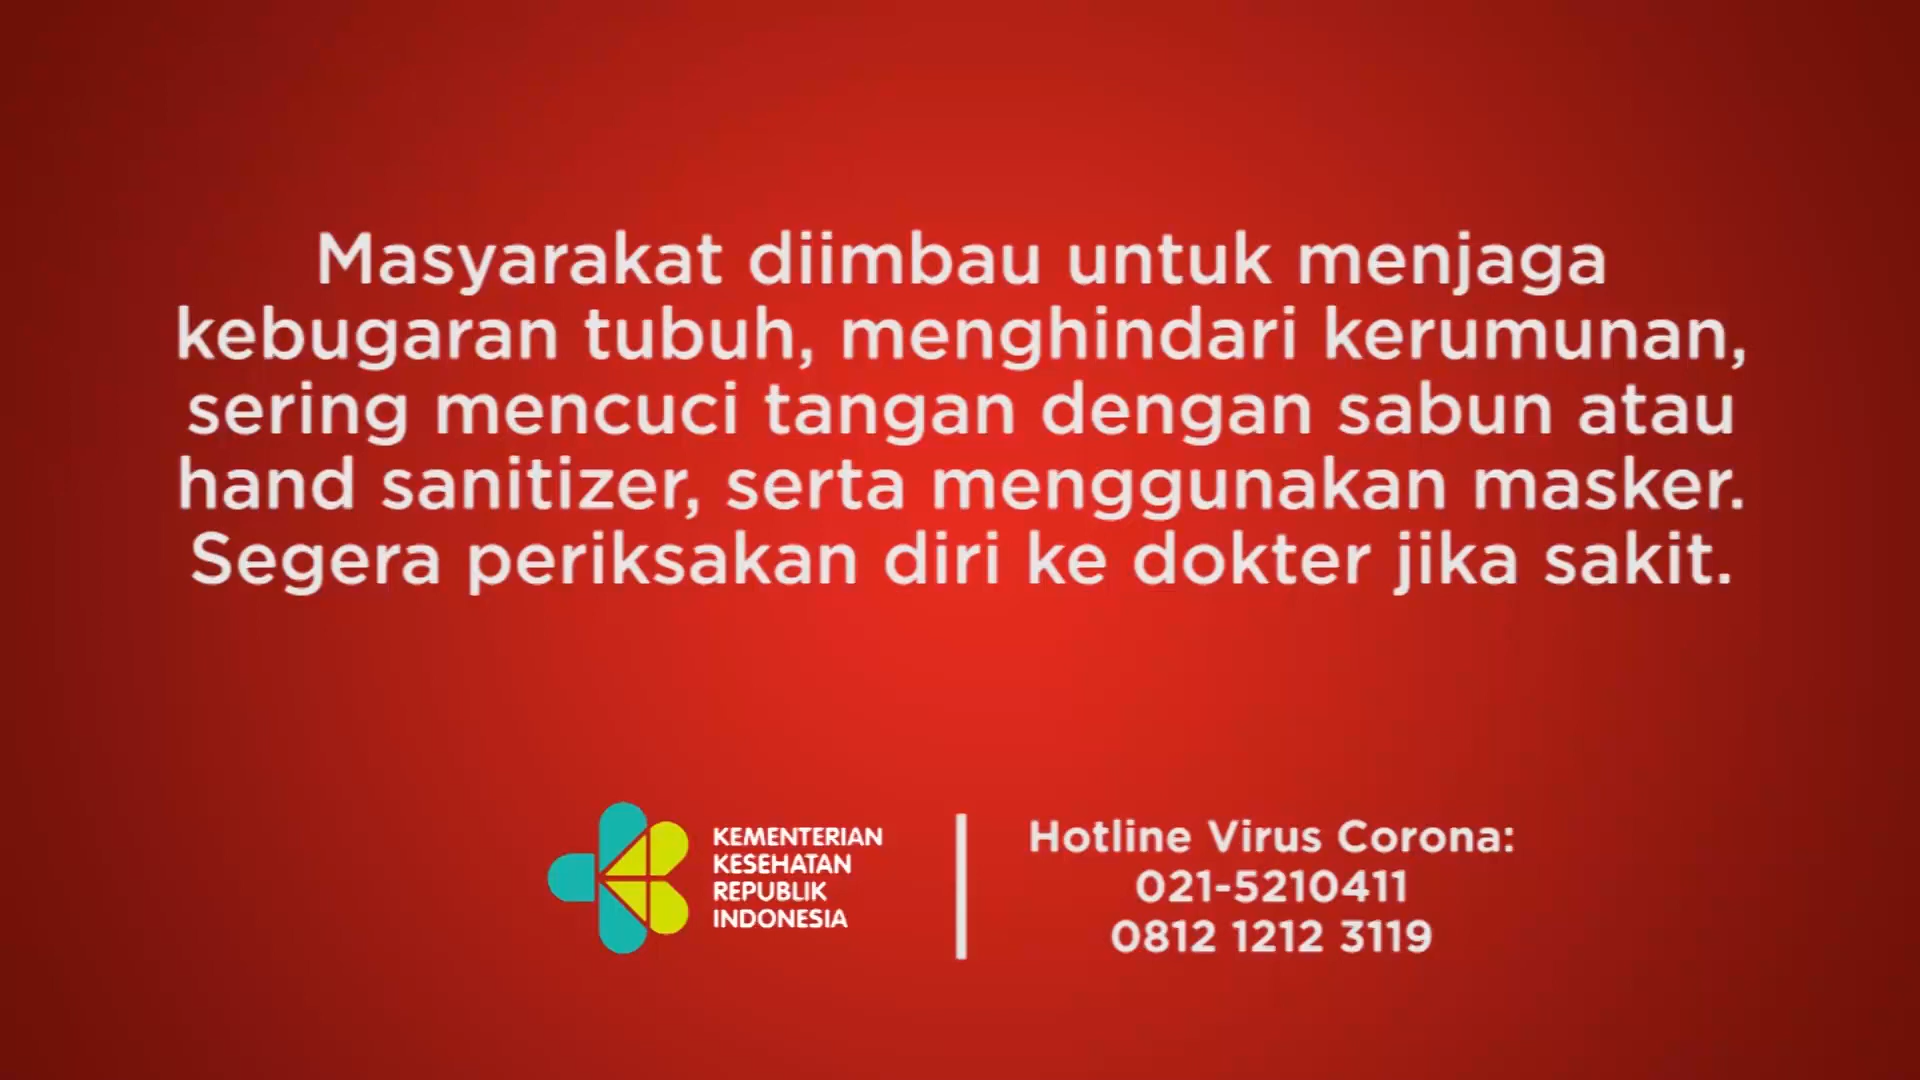 Masyarakat diimbau untuk menjaga
kebugaran tubuh, menghindari kerumunan,
sering mencuci tangan dengan sabun atau
hand sanitizer, serta menggunakan masker.
Segera periksakan diri ke dokter jika sakit.
KEMENTERIAN
KESEHATAN
REPUBLIK
INDONESIA
Hotline Virus Corona:
021-5210411
0812 1212 3119